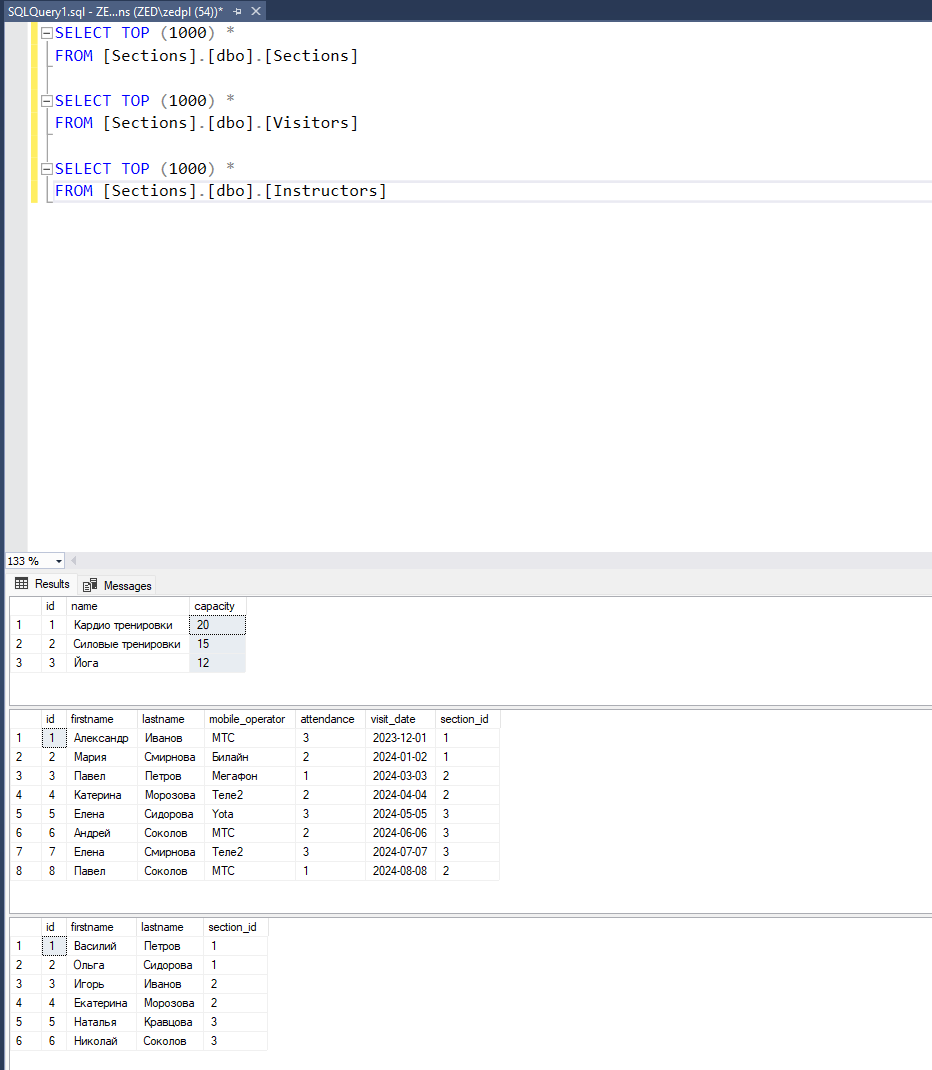 SQLQuery1.sql - ZE...ns (ZED\zedpl (54))*
SELECT TOP (1000) *
FROM [Sections].[dbo].[Sections]
SELECT TOP (1000) *
FROM [Sections].[dbo].[Visitors]
SELECT TOP (1000) *
FROM [Sections].[dbo].[Instructors]
133 %
Results Messages
id name capacity
1 1 Кардио тренировки 20
2 2 Силовые тренировки 15
3 3 Йога 12
id firstname lastname mobile_operator attendance visit_date section_id
1 1 Александр Иванов МТС 3 2023-12-01 1
2 2 Мария Смирнова Билайн 2 2024-01-02 1
3 3 Павел Петров Мегафон 1 2024-03-03 2
4 4 Катерина Морозова Теле2 2 2024-04-04 2
5 5 Елена Сидорова Yota 3 2024-05-05 3
6 6 Андрей Соколов МТС 2 2024-06-06 3
7 7 Елена Смирнова Теле2 3 2024-07-07 3
8 8 Павел Соколов МТС 1 2024-08-08 2
id firstname lastname section_id
1 1 Василий Петров 1
2 2 Ольга Сидорова 1
3 3 Игорь Иванов 2
4 4 Екатерина Морозова 2
5 5 Наталья Кравцова 3
6 6 Николай Соколов 3